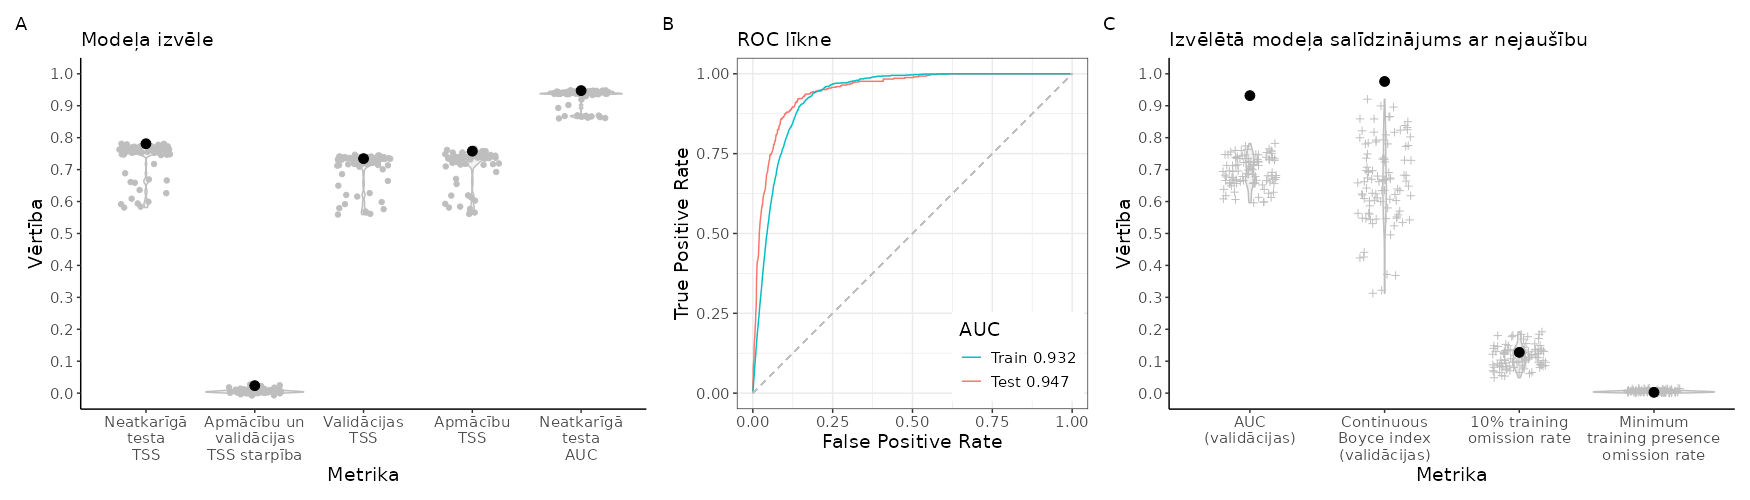 A
Modeļa izvēle
Vērtība
1.0
0.9
0.8
0.7
0.6
0.5
0.4
0.3
0.2
0.1
0.0
Neatkarīgā
testa
TSS
Apmācību un
validācijas
TSS starpība
Validācijas
TSS
Apmācību
TSS
Neatkarīgā
testa
AUC
Metrika
B
ROC līkne
True Positive Rate
1.00
0.75
0.50
0.25
0.00
AUC
Train 0.932
Test 0.947
0.00
0.25
0.50
0.75
1.00
False Positive Rate
C
Izvēlētā modeļa salīdzinājums ar nejaušību
Vērtība
1.0
0.9
0.8
0.7
0.6
0.5
0.4
0.3
0.2
0.1
0.0
AUC
(validācijas)
Continuous
Boyce index
(validācijas)
10% training
omission rate
Minimum
training presence
omission rate
Metrika